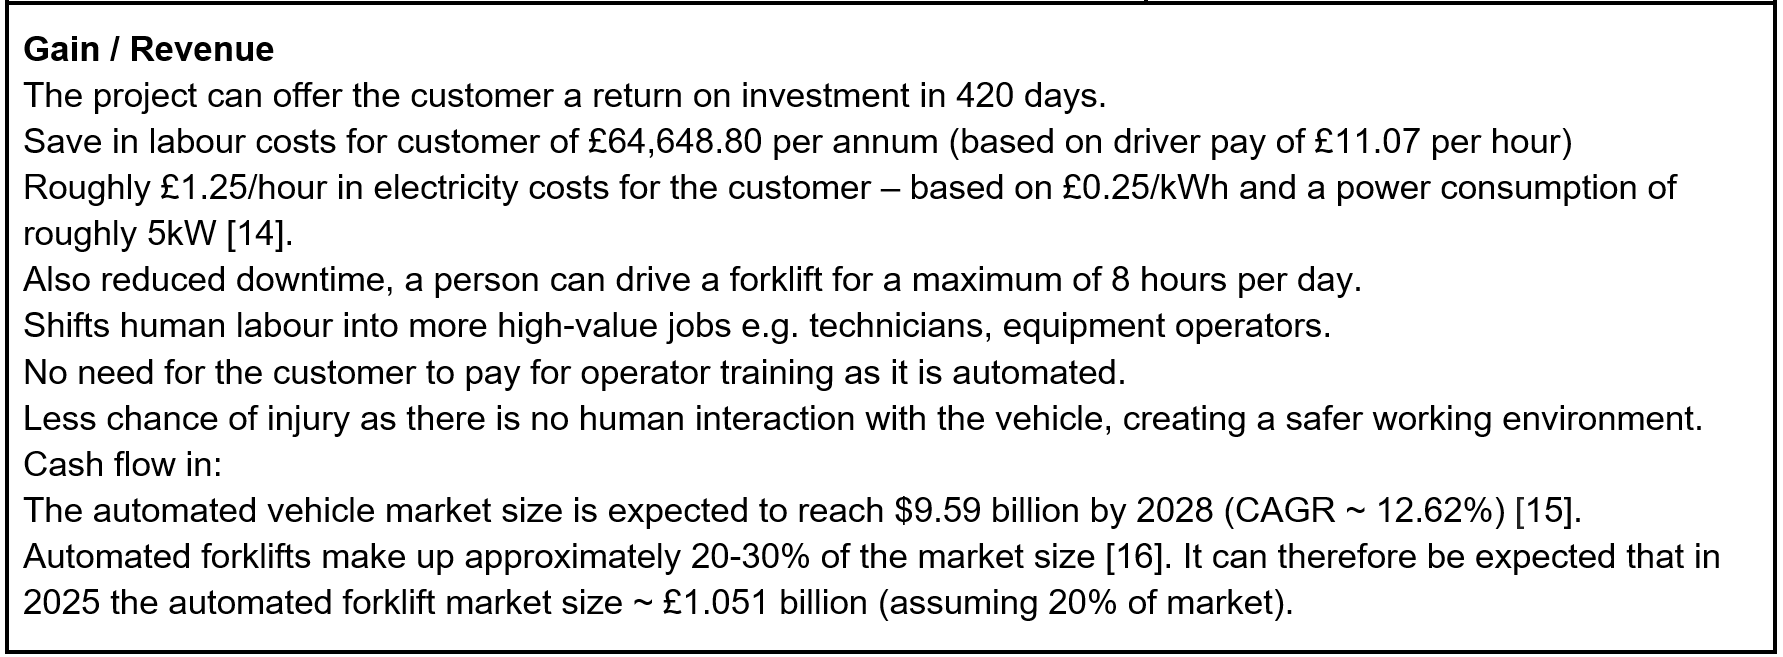 Gain / Revenue
The project can offer the customer a return on investment in 420 days.
Save in labour costs for customer of £64,648.80 per annum (based on driver pay of £11.07 per hour)
Roughly £1.25/hour in electricity costs for the customer – based on £0.25/kWh and a power consumption of
roughly 5kW [14].
Also reduced downtime, a person can drive a forklift for a maximum of 8 hours per day.
Shifts human labour into more high-value jobs e.g. technicians, equipment operators.
No need for the customer to pay for operator training as it is automated.
Less chance of injury as there is no human interaction with the vehicle, creating a safer working environment.
Cash flow in:
The automated vehicle market size is expected to reach $9.59 billion by 2028 (CAGR ~ 12.62%) [15].
Automated forklifts make up approximately 20-30% of the market size [16]. It can therefore be expected that in
2025 the automated forklift market size ~ £1.051 billion (assuming 20% of market).